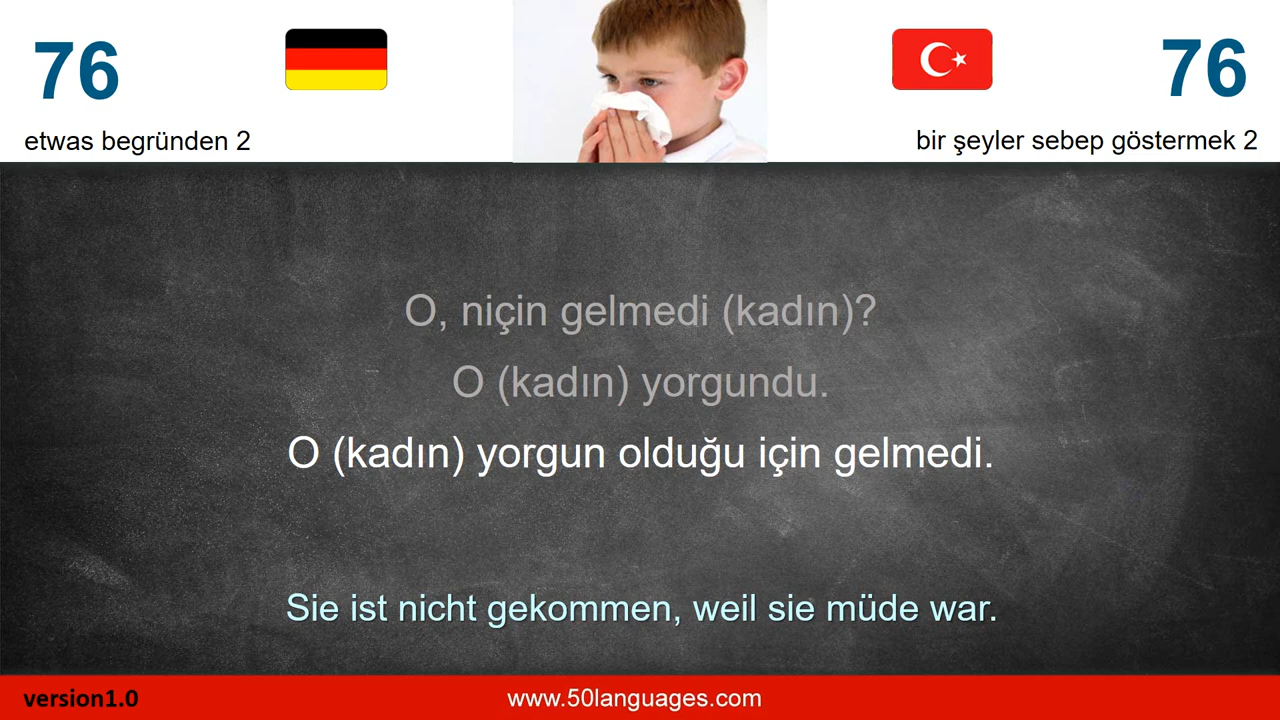 76
76
etwas begründen 2
bir şeyler sebep göstermek 2
O, niçin gelmedi (kadın)?
O (kadın) yorgundu.
O (kadın) yorgun olduğu için gelmedi.
Sie ist nicht gekommen, weil sie müde war.
version1.0
www.50languages.com